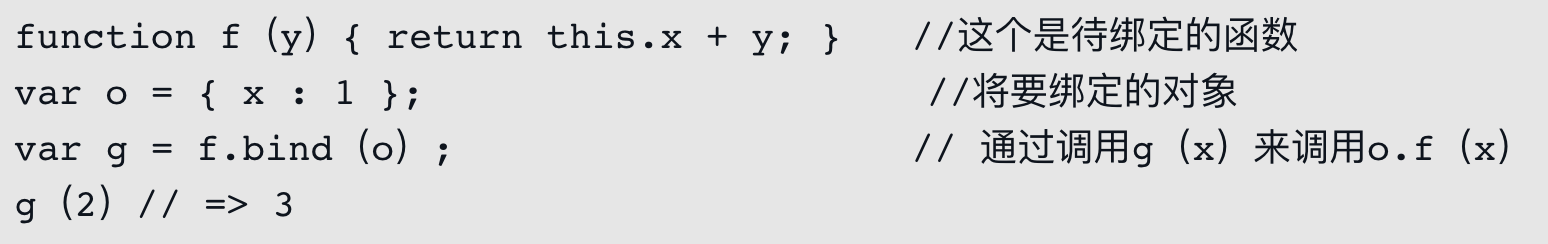 function f (y) { return this.x + y; } //这个是待绑定的函数
var o = { x : 1 }; //将要绑定的对象
var g = f.bind (o) ; // 通过调用g (x) 来调用o.f (x)
g (2) // => 3